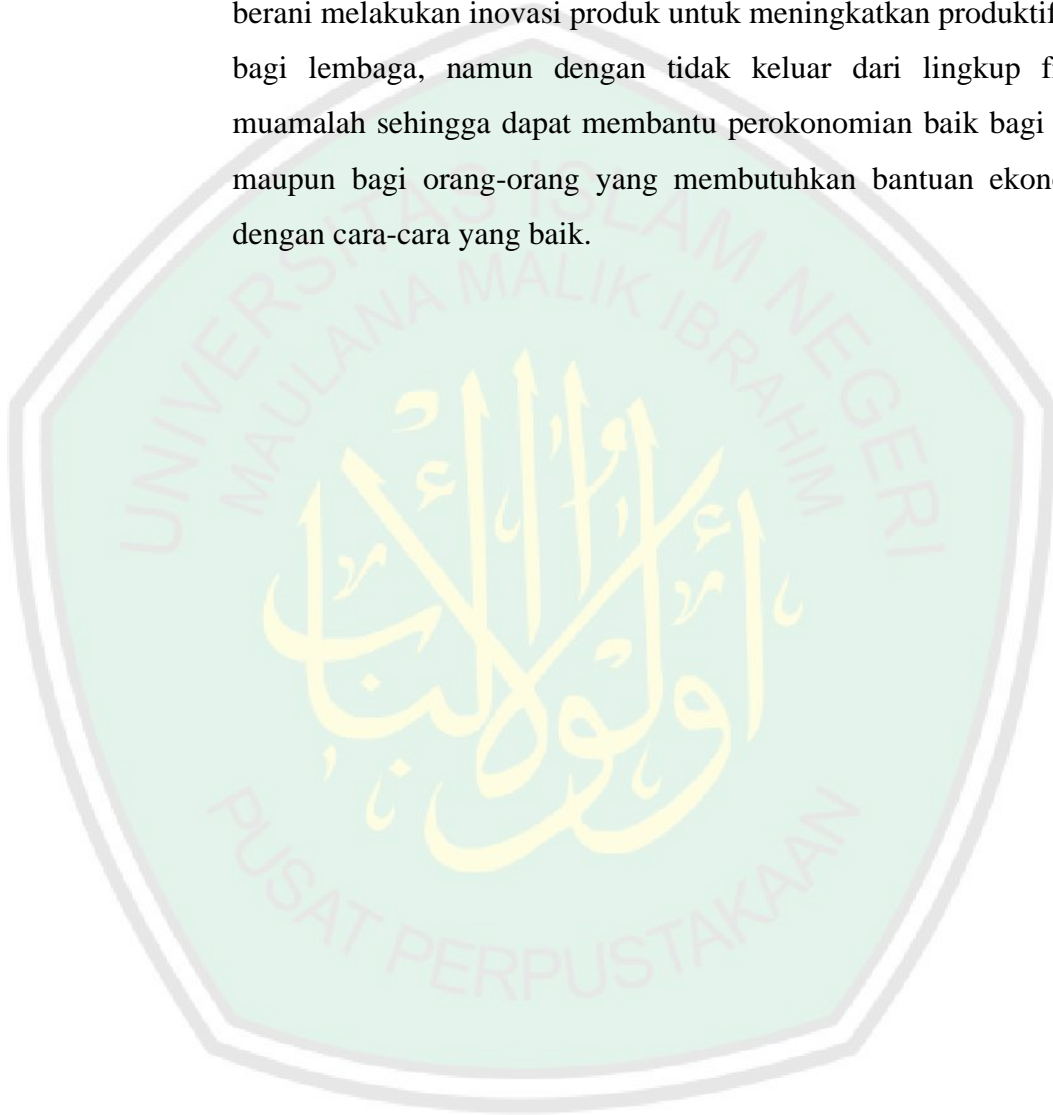 berani melakukan inovasi produk untuk meningkatkan produktif
bagi lembaga, namun dengan tidak keluar dari lingkup f
muamalah sehingga dapat membantu perokonomian baik bagi
maupun bagi orang-orang yang membutuhkan bantuan ekon
dengan cara-cara yang baik.
UNIVERSITAS ISLAM NEGERI
MAULANA MALIK IBRAHIM
PUSAT PERPUSTAKAAN